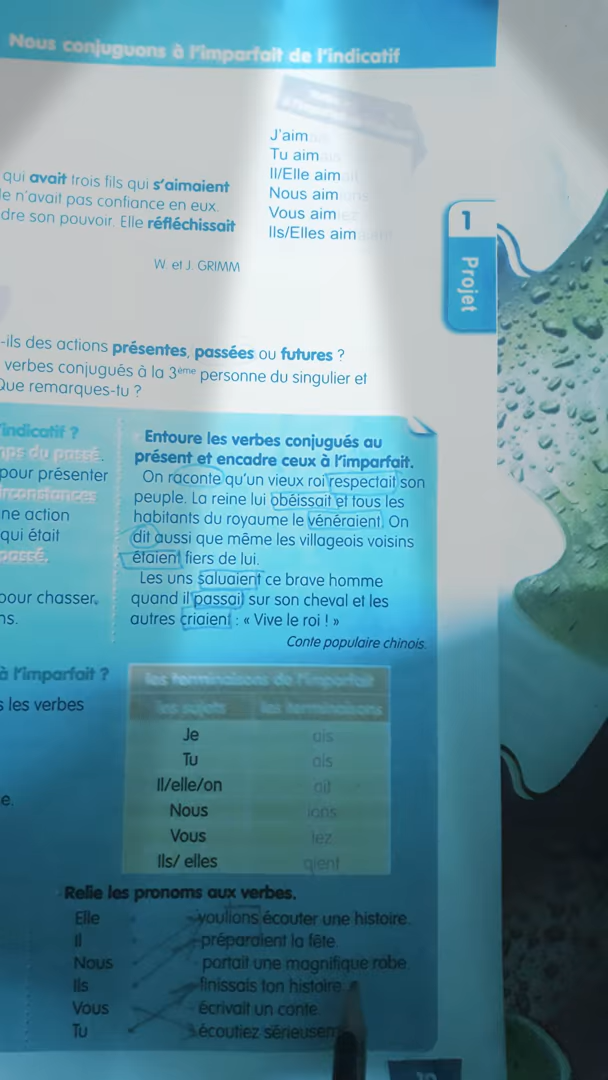 Nous conjuguons à l'imparfait de l'indicatif
J'aim
Tu aimais
Il/Elle aimait
Nous aimions
Vous aimiez
Ils/Elles aimaient
qui avait trois fils qui s'aimaient
le n'avait pas confiance en eux.
dre son pouvoir. Elle réfléchissait
W. et J. GRIMM
1
Projet
-ils des actions présentes, passées ou futures ?
verbes conjugués à la 3ème personne du singulier et
Que remarques-tu ?
'indicatif ?
mps du passé.
pour présenter
irconstances
ne action
qui était
passé.
pour chasser.
ns.
à l'imparfait ?
s les verbes
e.
Entoure les verbes conjugués au
présent et encadre ceux à l'imparfait.
On raconte qu'un vieux roi respectait son
peuple. La reine lui obéissait et tous les
habitants du royaume le vénéraient. On
dit aussi que même les villageois voisins
étaient fiers de lui.
Les uns saluaient ce brave homme
quand il passait sur son cheval et les
autres criaient : « Vive le roi ! »
Conte populaire chinois.
les terminaisons de l'imparfait
les sujets les terminaisons
Je ais
Tu ais
Il/elle/on ait
Nous ions
Vous iez
Ils/ elles aient
Relie les pronoms aux verbes.
Elle voulions écouter une histoire.
Il préparaient la fête.
Nous portait une magnifique robe.
Ils finissais ton histoire.
Vous écrivait un conte.
Tu écoutiez sérieusem